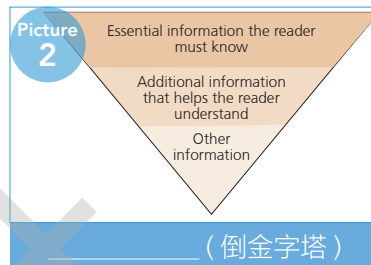 Picture
2
Essential information the reader
must know
Additional information
that helps the reader
understand
Other
information
____________ (倒金字塔)